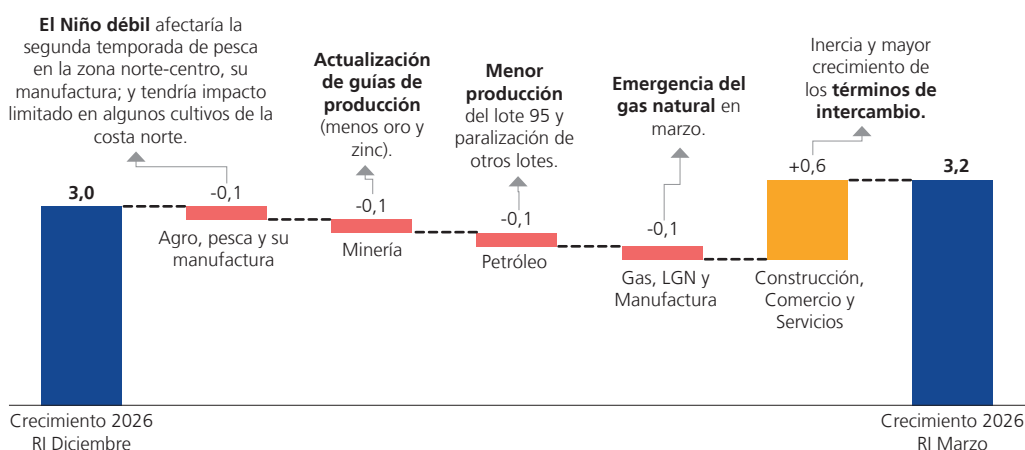 El Niño débil afectaría la
segunda temporada de pesca
en la zona norte-centro, su
manufactura; y tendría impacto
limitado en algunos cultivos de la
costa norte.
Actualización
de guías de
producción
(menos oro y
zinc).
Menor
producción
del lote 95 y
paralización de
otros lotes.
Emergencia del
gas natural en
marzo.
Inercia y mayor
crecimiento de
los términos de
intercambio.
3,0
-0,1
-0,1
-0,1
-0,1
+0,6
3,2
Agro, pesca y su
manufactura
Minería
Petróleo
Gas, LGN y
Manufactura
Construcción,
Comercio y
Servicios
Crecimiento 2026
RI Diciembre
Crecimiento 2026
RI Marzo